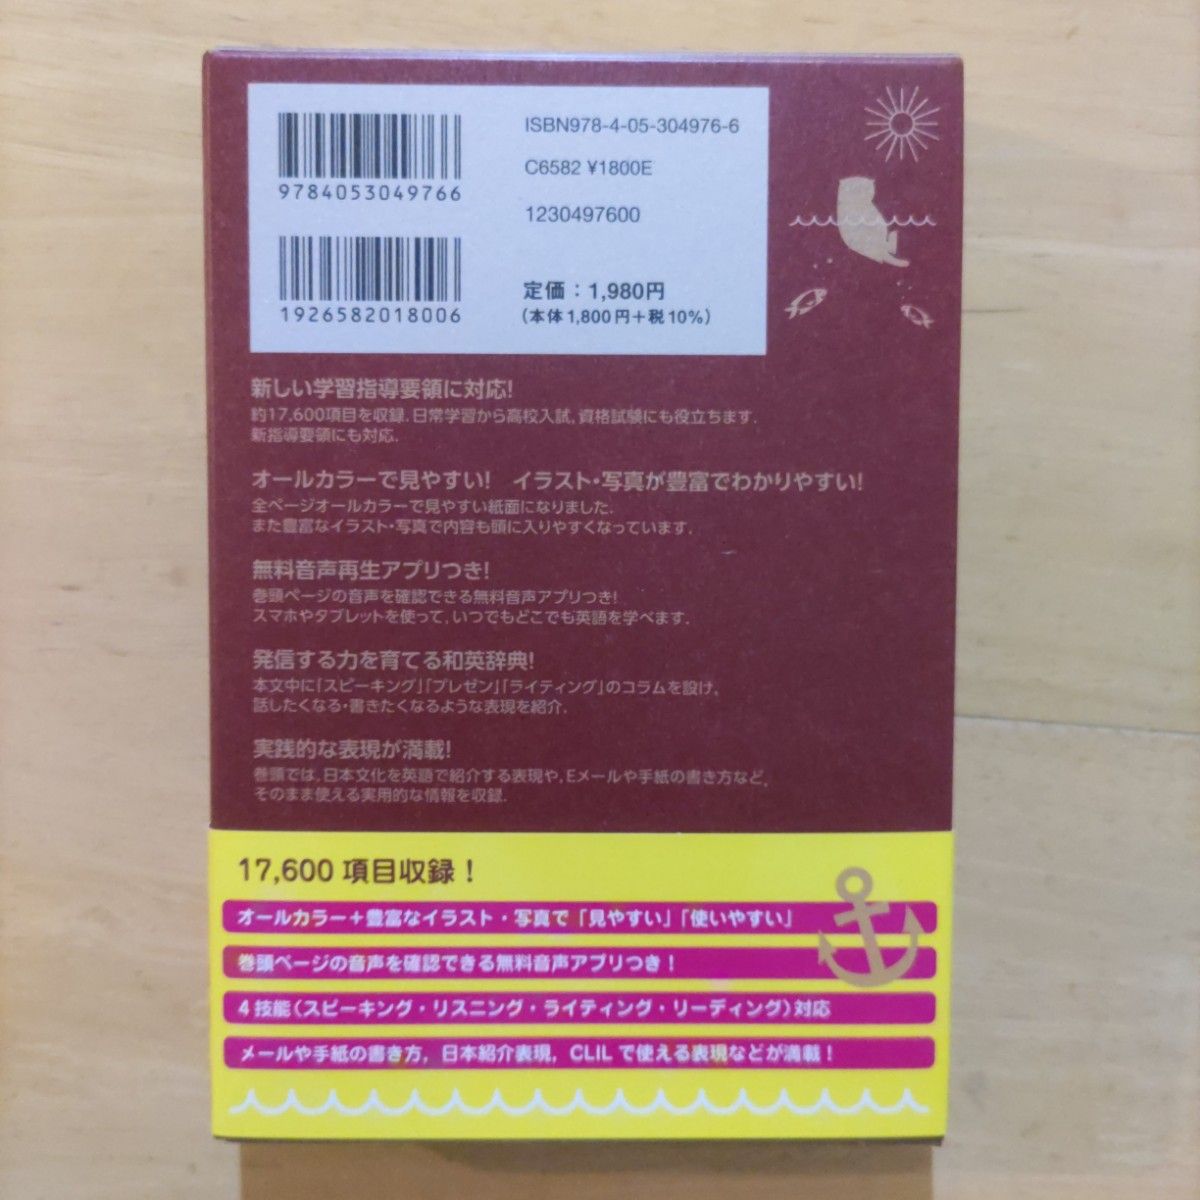 ISBN978-4-05-304976-6
9784053049766
C6582 ¥1800E
1230497600
1926582018006
定価：1,980円
（本体1,800円＋税10%）
新しい学習指導要領に対応!
約17,600項目を収録. 日常学習から高校入試, 資格試験にも役立ちます.
新指導要領にも対応.
オールカラーで見やすい! イラスト・写真が豊富でわかりやすい!
全ページオールカラーで見やすい紙面になりました.
また豊富なイラスト・写真で内容も頭に入りやすくなっています.
無料音声再生アプリつき!
巻頭ページの音声を確認できる無料音声アプリつき!
スマホやタブレットを使って, いつでもどこでも英語を学べます.
発信する力を育てる和英辞典!
本文中に「スピーキング」「プレゼン」「ライティング」のコラムを設け,
話したくなる・書きたくなるような表現を紹介.
実践的な表現が満載!
巻頭では, 日本文化を英語で紹介する表現や, Eメールや手紙の書き方など,
そのまま使える実用的な情報を収録.
17,600 項目収録！
オールカラー＋豊富なイラスト・写真で「見やすい」「使いやすい」
巻頭ページの音声を確認できる無料音声アプリつき！
4技能（スピーキング・リスニング・ライティング・リーディング）対応
メールや手紙の書き方，日本紹介表現，CLILで使える表現などが満載！